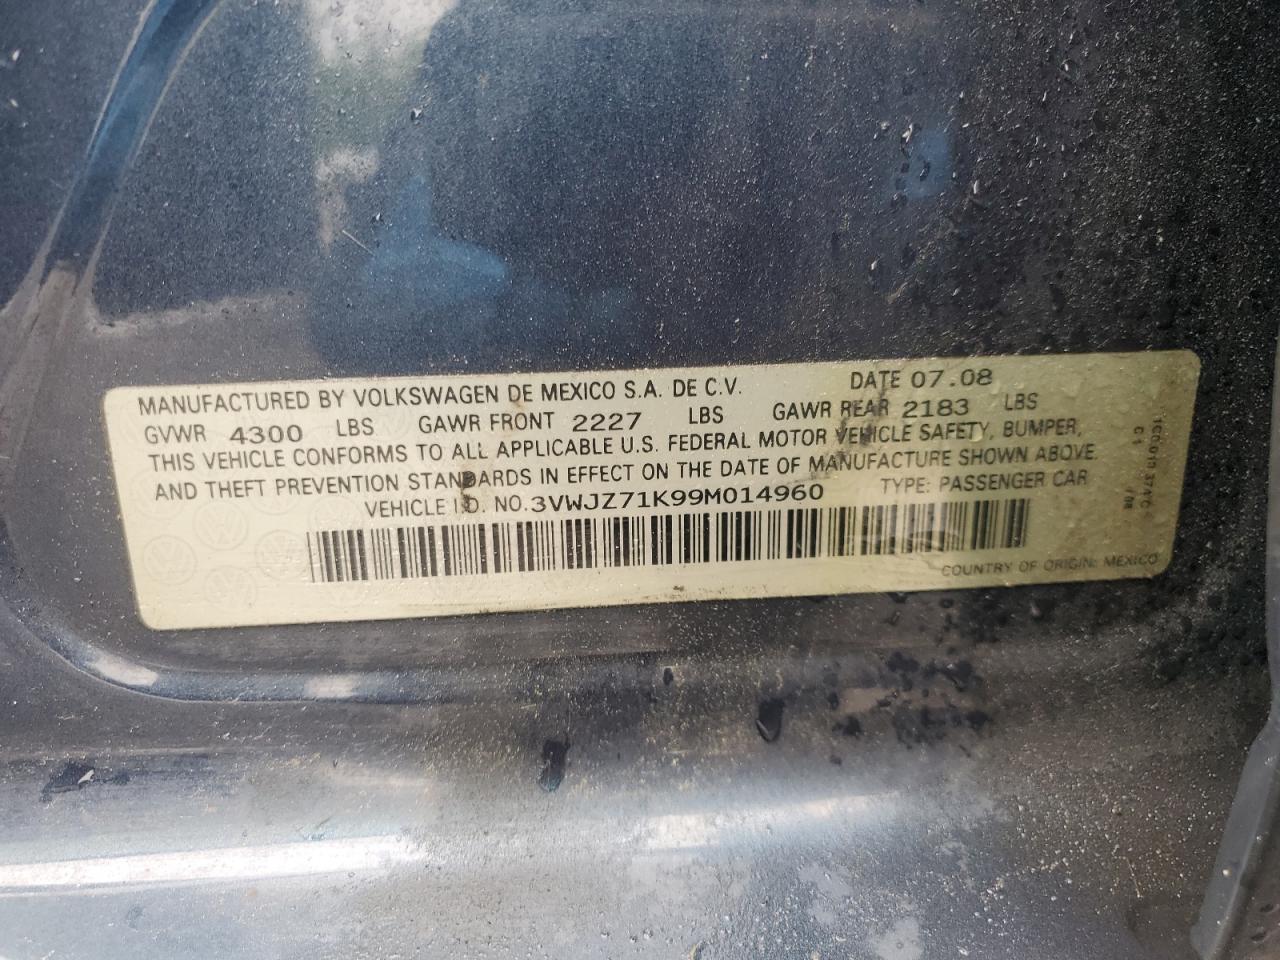 MANUFACTURED BY VOLKSWAGEN DE MEXICO S.A. DE C.V. DATE 07.08
GVWR 4300 LBS GAWR FRONT 2227 LBS GAWR REAR 2183 LBS
THIS VEHICLE CONFORMS TO ALL APPLICABLE U.S. FEDERAL MOTOR VEHICLE SAFETY, BUMPER,
AND THEFT PREVENTION STANDARDS IN EFFECT ON THE DATE OF MANUFACTURE SHOWN ABOVE.
VEHICLE I.D. NO.3VWJZ71K99M014960 TYPE: PASSENGER CAR
COUNTRY OF ORIGIN: MEXICO